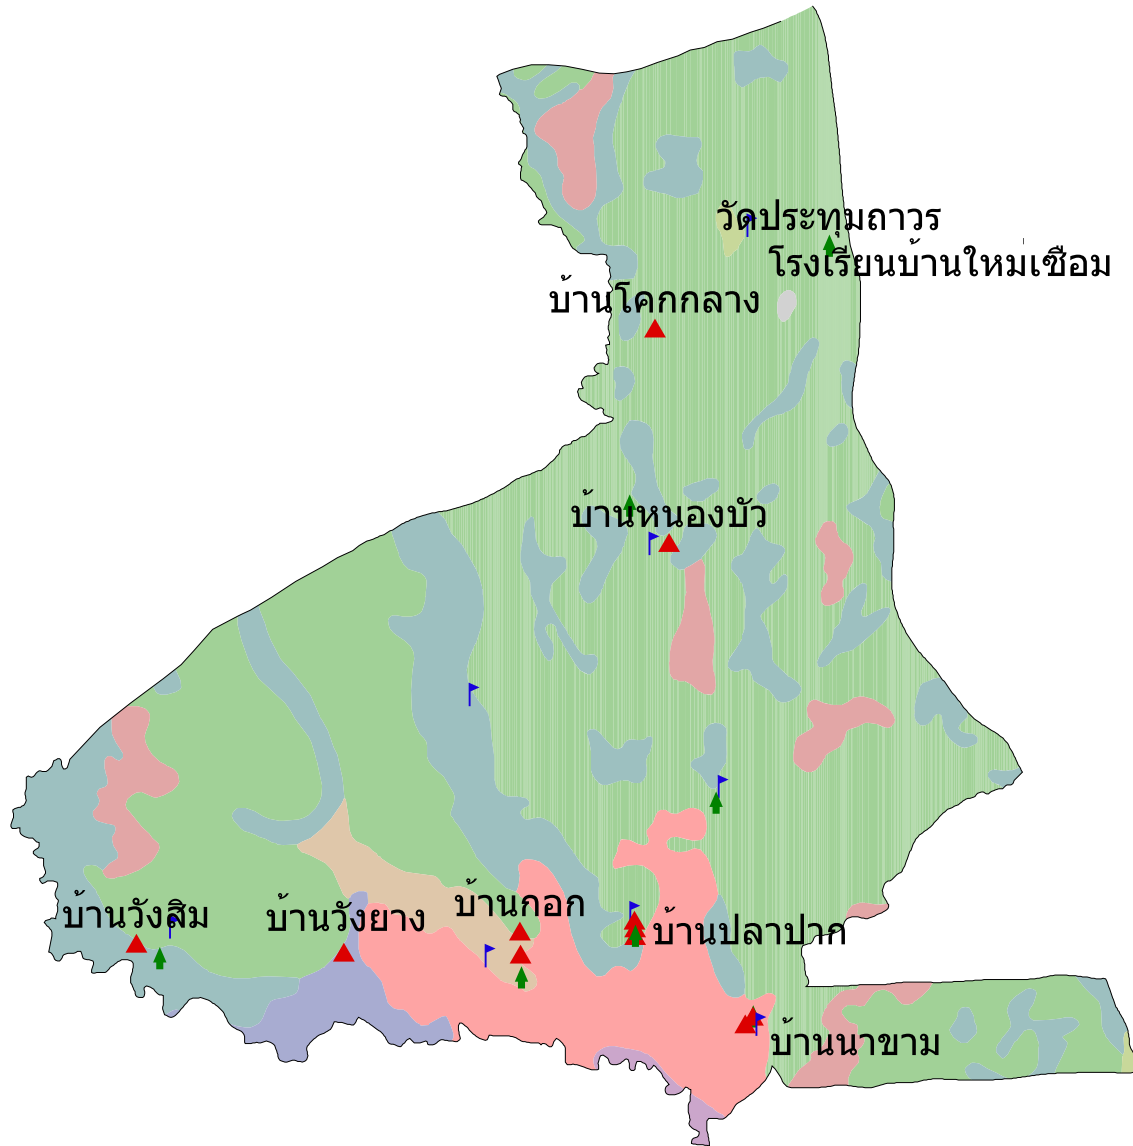 วัดประทุมถาวร
โรงเรียนบ้านใหม่เซือม
บ้านโคกกลาง
บ้านหนองบัว
บ้านกอก
บ้านวังสิม
บ้านวังยาง
บ้านปลาปาก
บ้านนาขาม